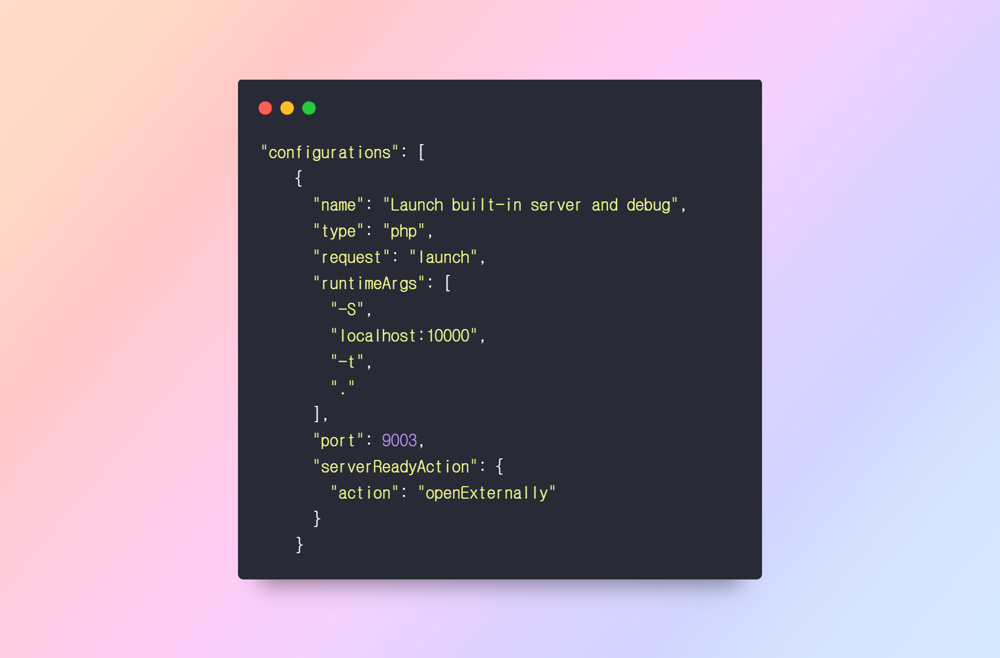 "configurations": [
    {
      "name": "Launch built-in server and debug",
      "type": "php",
      "request": "launch",
      "runtimeArgs": [
        "-S",
        "localhost:10000",
        "-t",
        "."
      ],
      "port": 9003,
      "serverReadyAction": {
        "action": "openExternally"
      }
    }